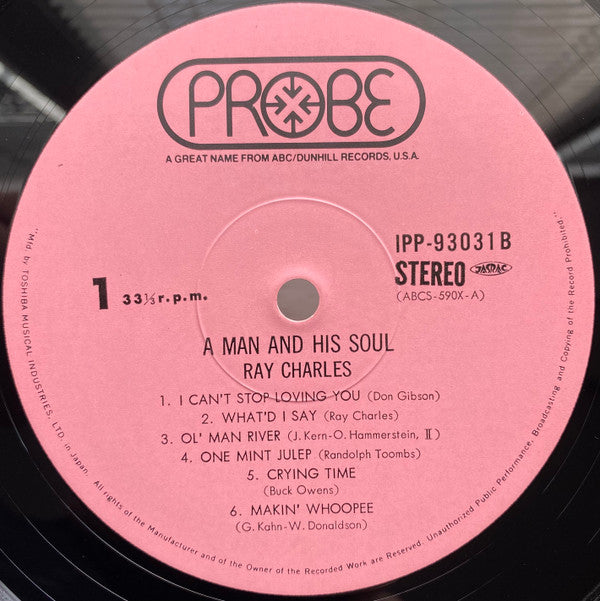 PROBE
A GREAT NAME FROM ABC/DUNHILL RECORDS, U.S.A.
IPP-93031B
STEREO JASRAC
(ABCS-590X-A)
1 33⅓ r.p.m.
A MAN AND HIS SOUL
RAY CHARLES
1. I CAN'T STOP LOVING YOU (Don Gibson)
2. WHAT'D I SAY (Ray Charles)
3. OL' MAN RIVER (J. Kern-O. Hammerstein, Ⅱ)
4. ONE MINT JULEP (Randolph Toombs)
5. CRYING TIME
(Buck Owens)
6. MAKIN' WHOOPEE
(G. Kahn-W. Donaldson)
"Mfd. by TOSHIBA MUSICAL INDUSTRIES, LTD. in Japan. All rights of the Manufacturer and of the Owner of the Recorded Work are Reserved. Unauthorized Public Performance, Broadcasting and Copying of the Record Prohibited."